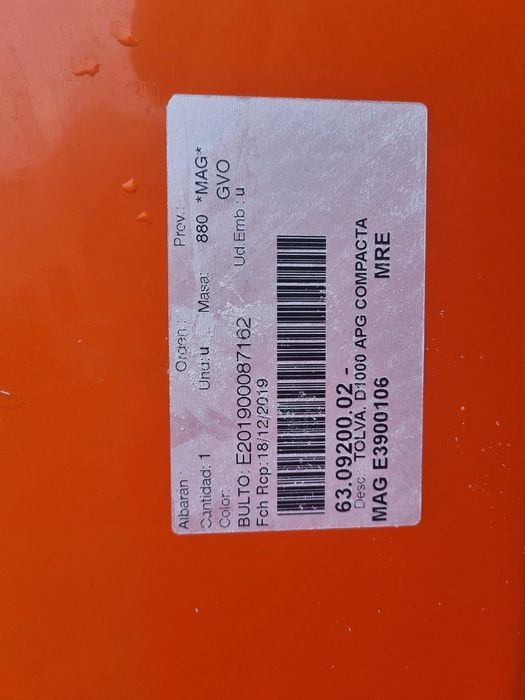 Albarán Orden: Prov.:
Cantidad: 1 Und: u Masa: 880 *MAG*
Color: GVO
BULTO: E201900087162 Ud.Emb.: u
Fch Rcp: 18/12/2019
63.09200.02.-
Desc: TOLVA. D1000 APG COMPACTA
MAG E3900106 MRE